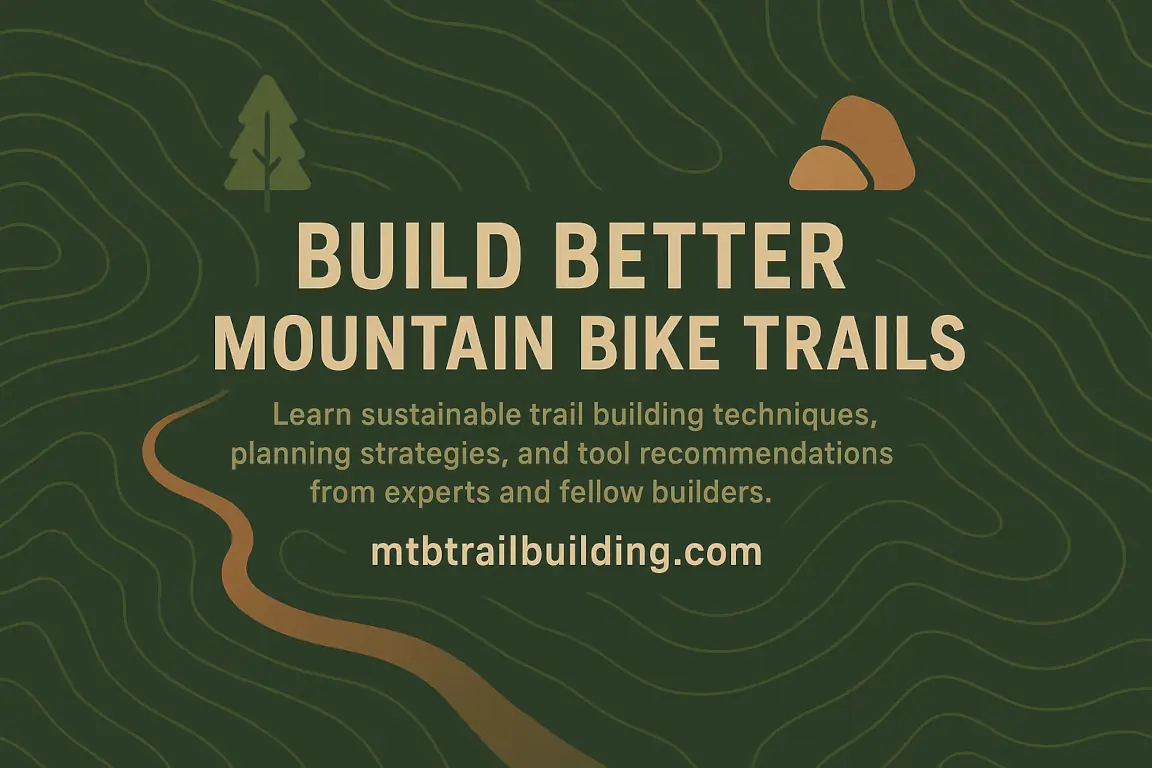 BUILD BETTER
MOUNTAIN BIKE TRAILS
Learn sustainable trail building techniques,
planning strategies, and tool recommendations
from experts and fellow builders.
mtbtrailbuilding.com